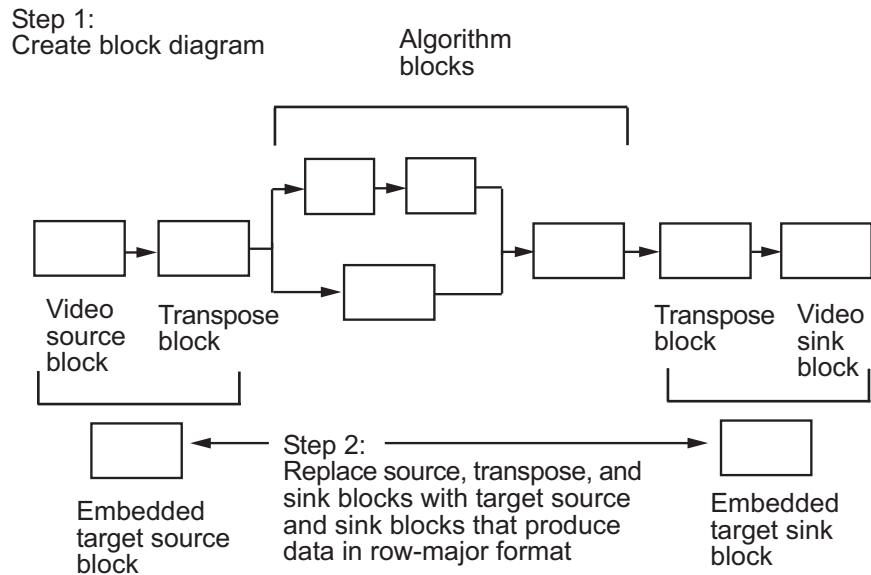 Step 1:
Create block diagram
Algorithm
blocks
Video
source
block
Transpose
block
Transpose
block
Video
sink
block
Step 2:
Replace source, transpose, and
sink blocks with target source
and sink blocks that produce
data in row-major format
Embedded
target source
block
Embedded
target sink
block